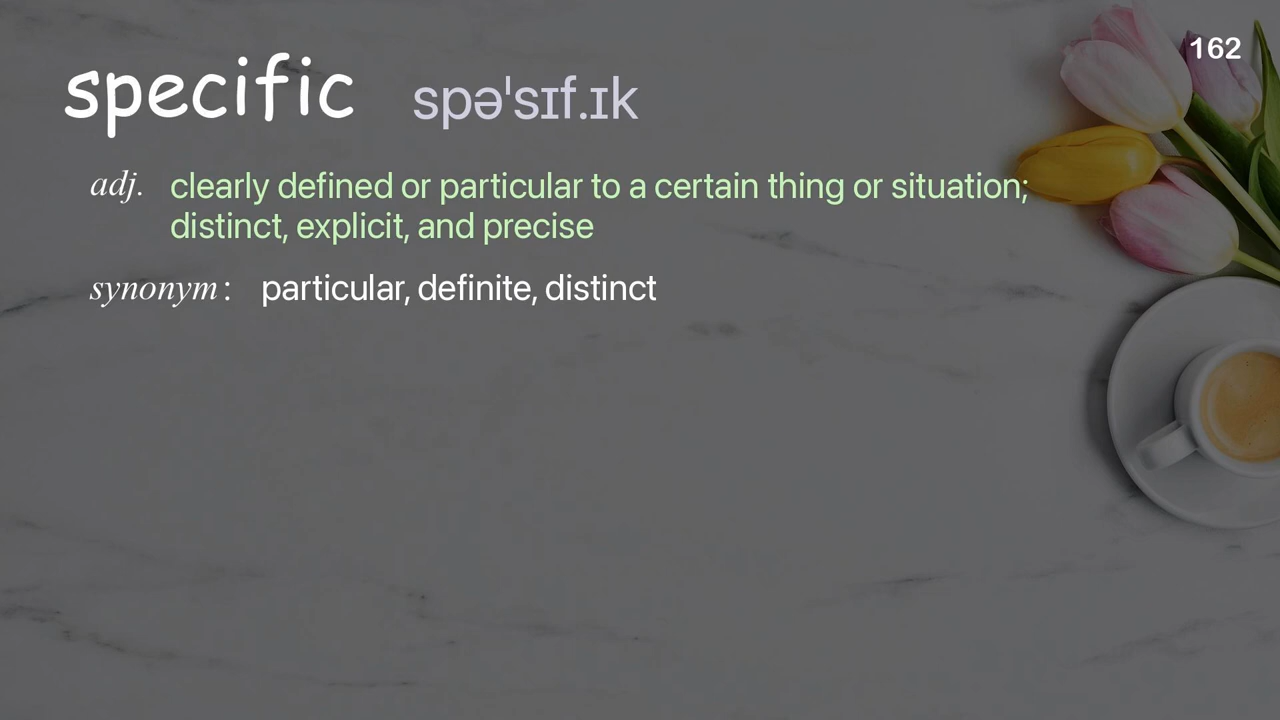 162
specific spəˈsɪf.ɪk
adj. clearly defined or particular to a certain thing or situation;
distinct, explicit, and precise
synonym: particular, definite, distinct